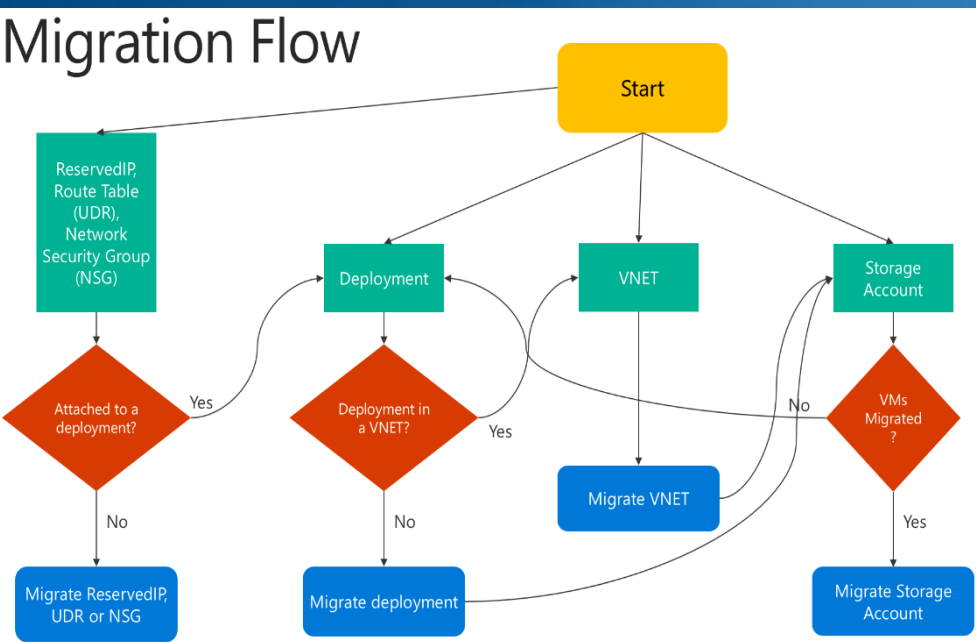 Migration Flow
Start
ReservedIP,
Route Table
(UDR),
Network
Security Group
(NSG)
Deployment
VNET
Storage
Account
Attached to a
deployment?
Yes
Deployment in
a VNET?
Yes
No
VMs
Migrated
?
Migrate VNET
No
No
Yes
Migrate ReservedIP,
UDR or NSG
Migrate deployment
Migrate Storage
Account